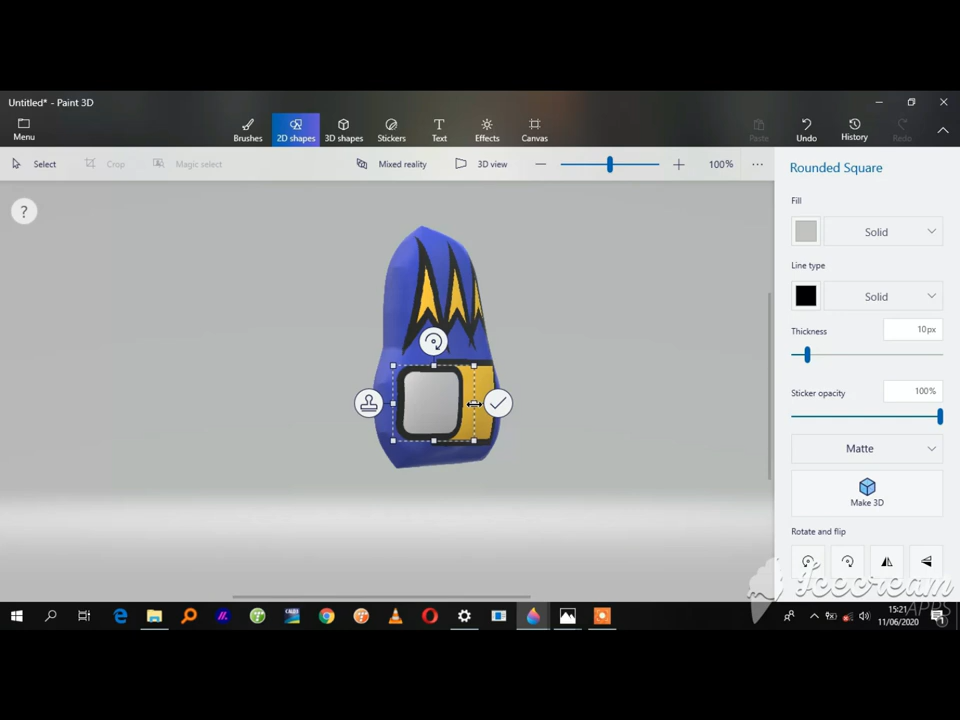 Untitled* - Paint 3D
Menu
Brushes
2D shapes
3D shapes
Stickers
Text
Effects
Canvas
Paste
Undo
History
Redo
Select
Crop
Magic select
Mixed reality
3D view
100%
Rounded Square
?
Fill
Solid
Line type
Solid
Thickness
10px
Sticker opacity
100%
Matte
Make 3D
Rotate and flip
Icecream
APPS
15:21
11/06/2020